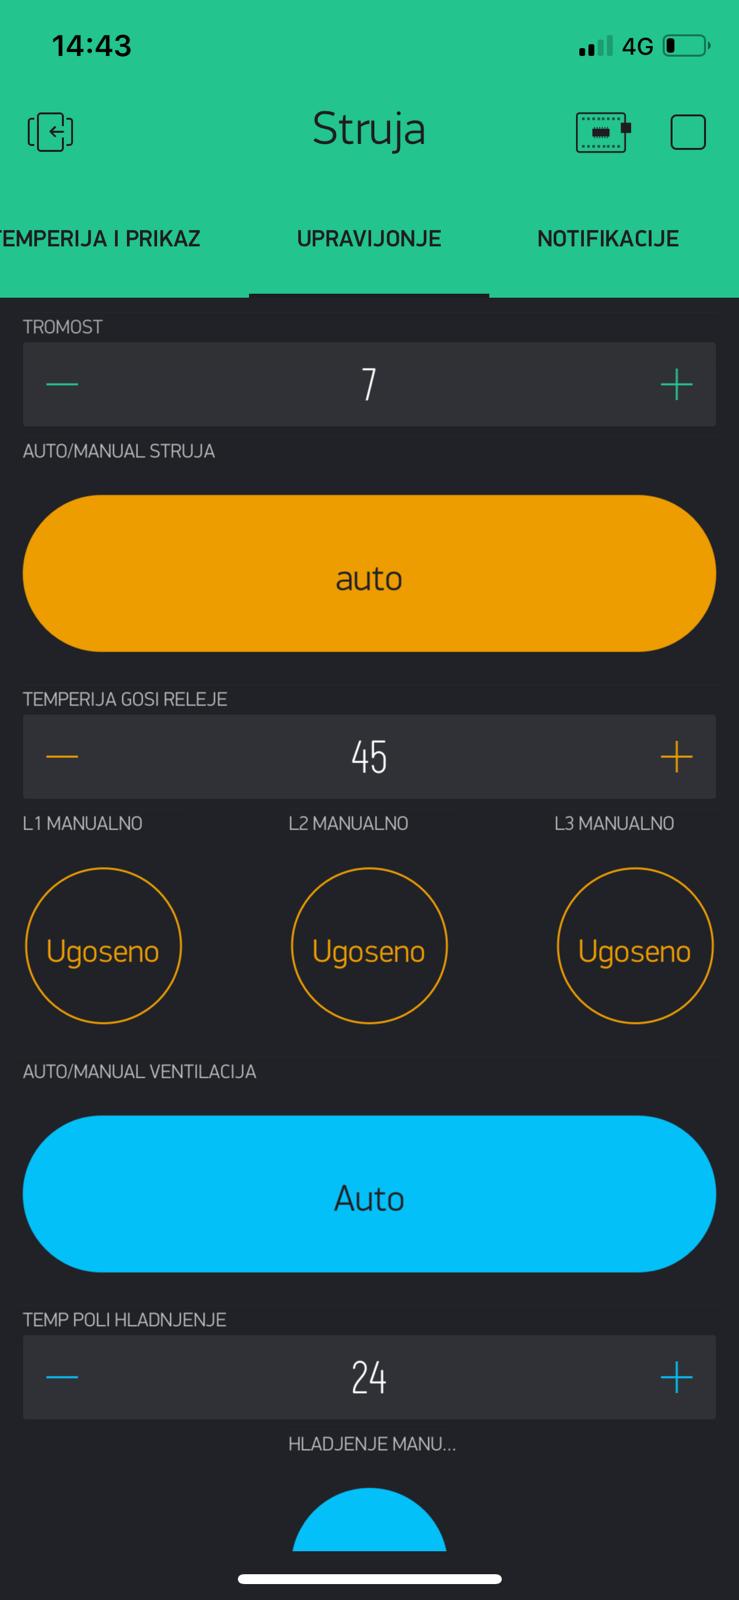 14:43
4G
Struja
TEMPERIJA I PRIKAZ UPRAVIJONJE NOTIFIKACIJE
TROMOST
7
AUTO/MANUAL STRUJA
auto
TEMPERIJA GOSI RELEJE
45
L1 MANUALNO L2 MANUALNO L3 MANUALNO
Ugoseno Ugoseno Ugoseno
AUTO/MANUAL VENTILACIJA
Auto
TEMP POLI HLADNJENJE
24
HLADJENJE MANU...